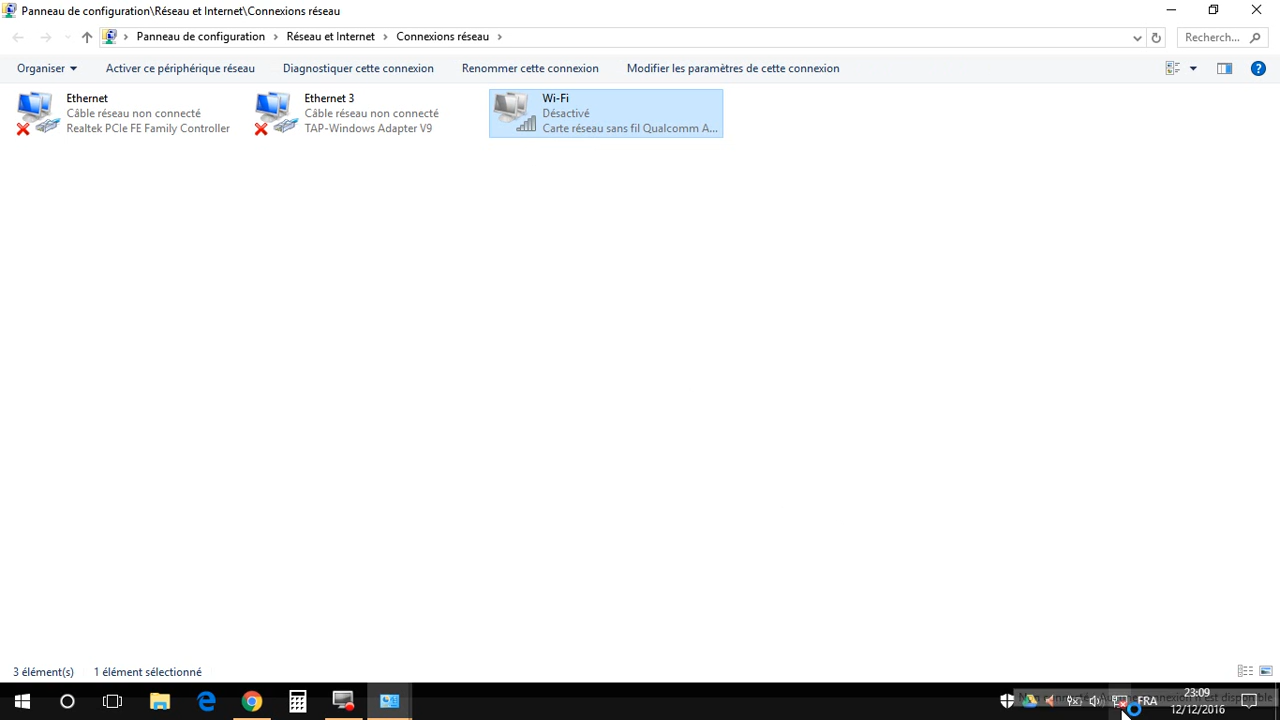 Panneau de configuration\Réseau et Internet\Connexions réseau
Panneau de configuration Réseau et Internet Connexions réseau
Recherch...
Organiser Activer ce périphérique réseau Diagnostiquer cette connexion Renommer cette connexion Modifier les paramètres de cette connexion
Ethernet
Câble réseau non connecté
Realtek PCIe FE Family Controller
Ethernet 3
Câble réseau non connecté
TAP-Windows Adapter V9
Wi-Fi
Désactivé
Carte réseau sans fil Qualcomm A...
3 élément(s) 1 élément sélectionné
FRA
23:09
12/12/2016